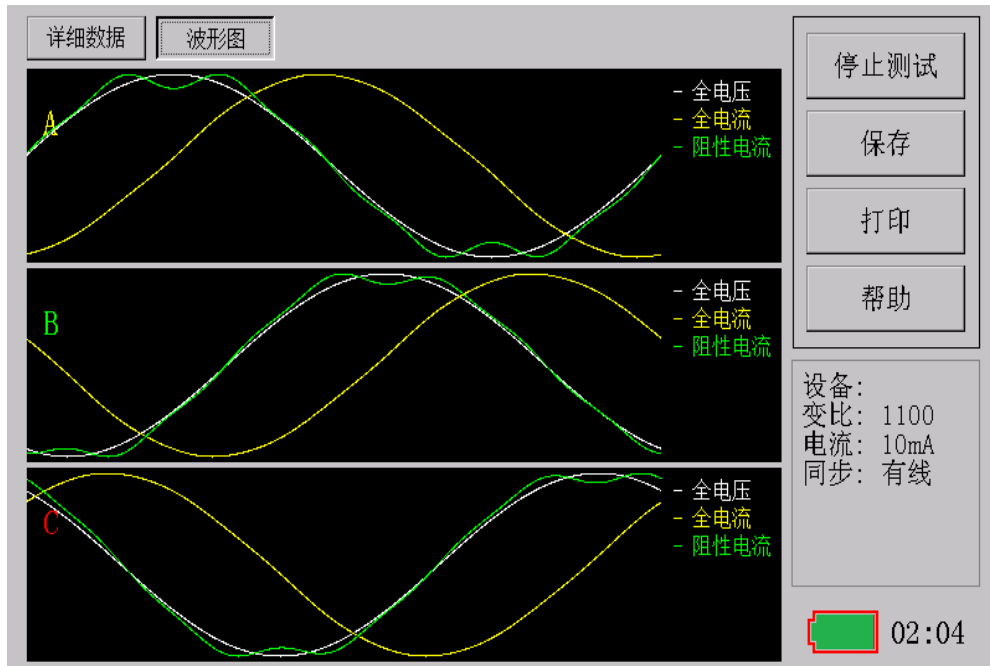 详细数据
波形图
A
- 全电压
- 全电流
- 阻性电流
B
- 全电压
- 全电流
- 阻性电流
C
- 全电压
- 全电流
- 阻性电流
停止测试
保存
打印
帮助
设备:
变比: 1100
电流: 10mA
同步: 有线
02:04